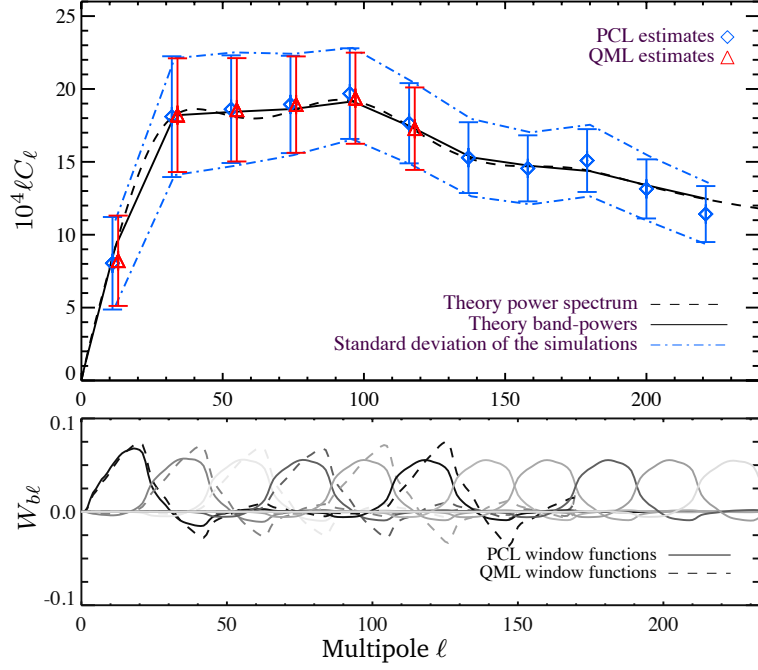 25
20
15
10
5
0
10⁴ℓCℓ
PCL estimates
QML estimates
Theory power spectrum
Theory band-powers
Standard deviation of the simulations
0 50 100 150 200
0.1
0.0
-0.1
W_{bℓ}
PCL window functions
QML window functions
0 50 100 150 200
Multipole ℓ